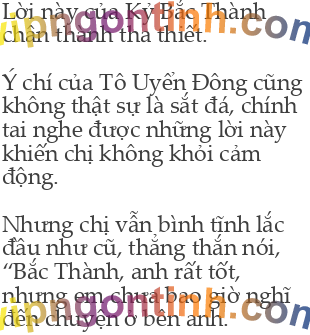 Lời này của Kỷ Bắc Thành
chân thành tha thiết.
Ý chí của Tô Uyển Đông cũng
không thật sự là sắt đá, chính
tai nghe được những lời này
khiến chị không khỏi cảm
động.
Nhưng chị vẫn bình tĩnh lắc
đầu như cũ, thẳng thắn nói,
“Bắc Thành, anh rất tốt,
nhưng em chưa bao giờ nghĩ
đến chuyện ở bên anh.
vipngontinh.com
vipngontinh.com